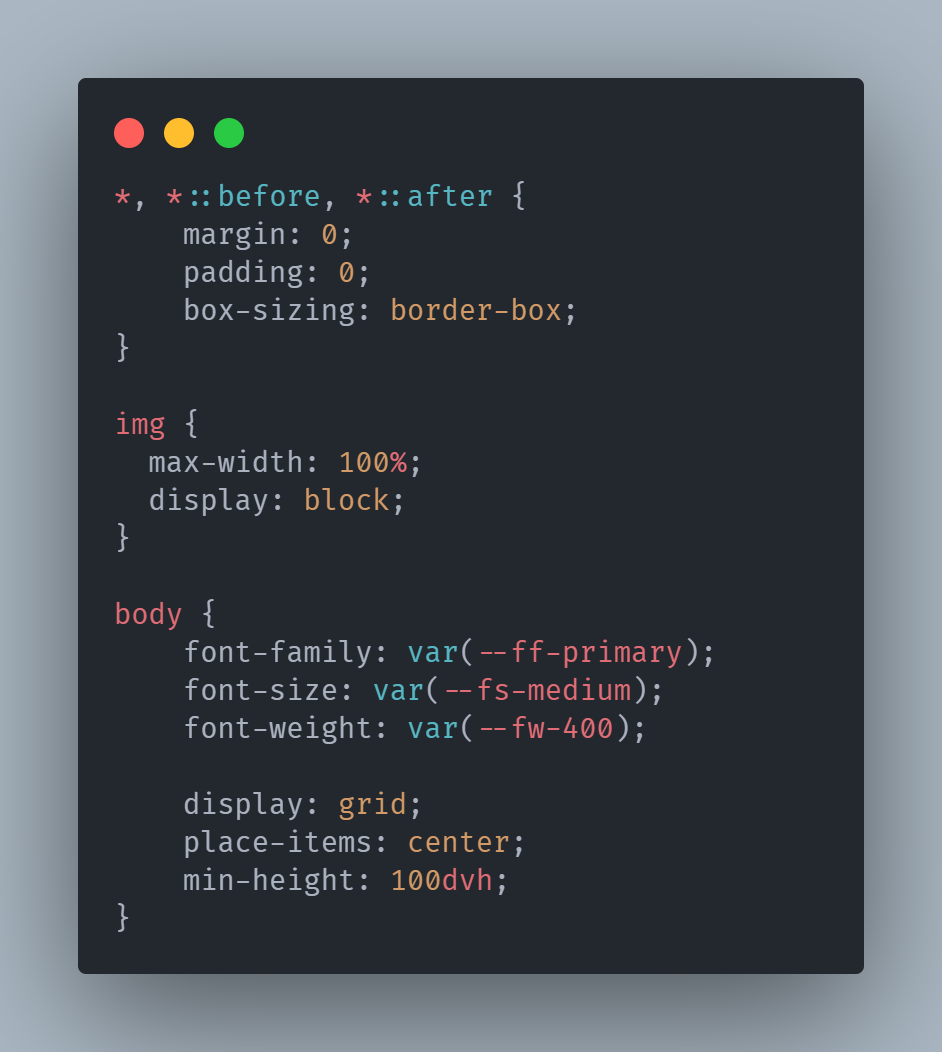 *, *::before, *::after {
    margin: 0;
    padding: 0;
    box-sizing: border-box;
}

img {
  max-width: 100%;
  display: block;
}

body {
    font-family: var(--ff-primary);
    font-size: var(--fs-medium);
    font-weight: var(--fw-400);

    display: grid;
    place-items: center;
    min-height: 100dvh;
}